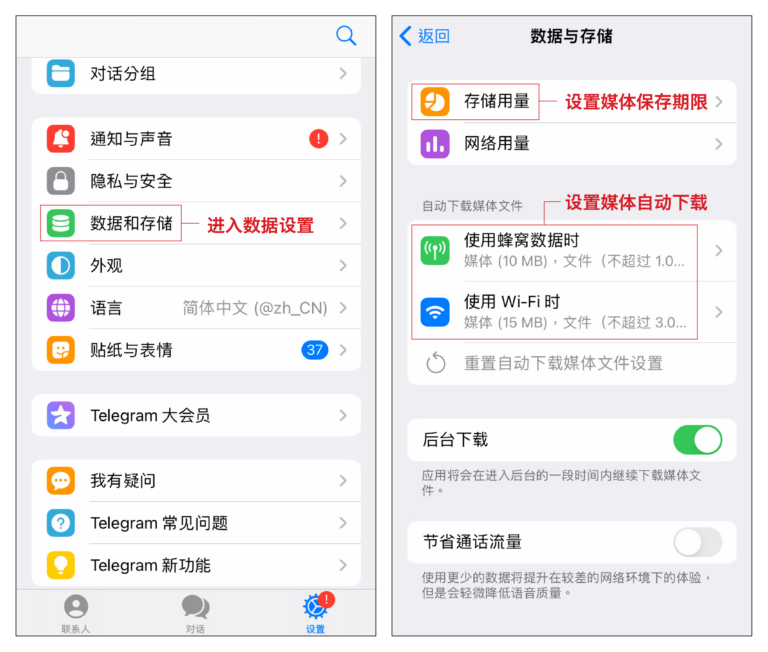 对话分组
通知与声音
隐私与安全
数据和存储 进入数据设置
外观
语言 简体中文 (@zh_CN)
贴纸与表情 37
Telegram 大会员
我有疑问
Telegram 常见问题
Telegram 新功能
联系人 对话 设置
返回 数据与存储
存储用量 设置媒体保存期限
网络用量
自动下载媒体文件 设置媒体自动下载
使用蜂窝数据时
媒体 (10 MB)，文件（不超过 1.0...
使用 Wi-Fi 时
媒体 (15 MB)，文件（不超过 3.0...
重置自动下载媒体文件设置
后台下载
应用将会在进入后台的一段时间内继续下载媒体文
件。
节省通话流量
使用更少的数据将提升在较差的网络环境下的体验，
但是会轻微降低语音质量。